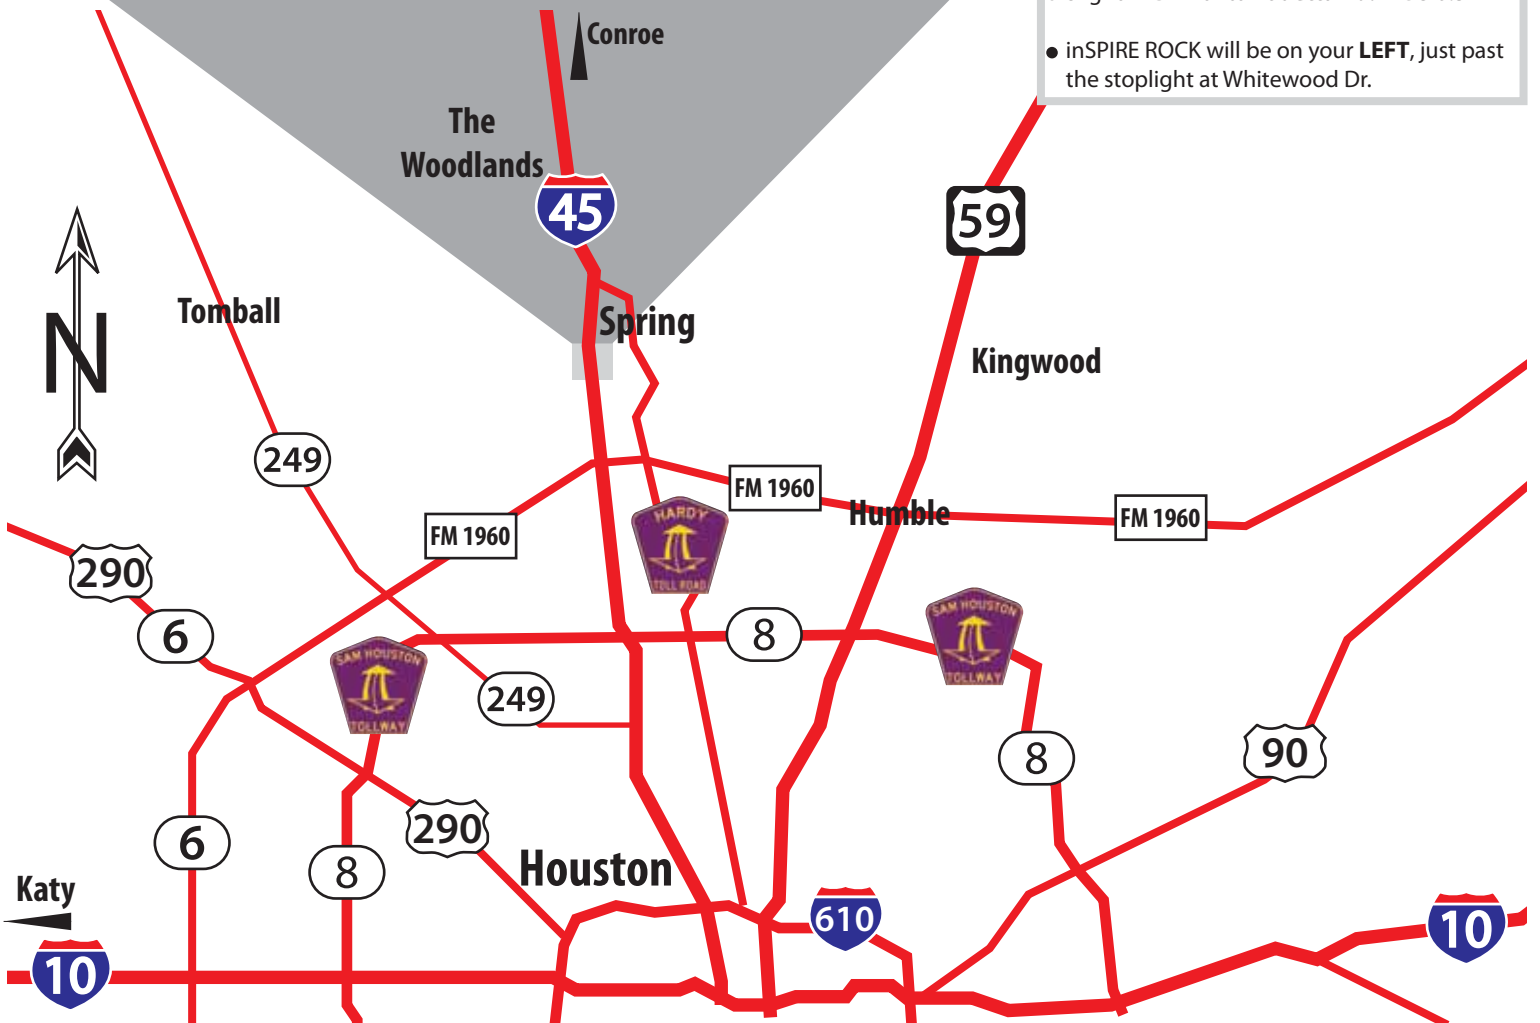 ● inSPIRE ROCK will be on your LEFT, just past
the stoplight at Whitewood Dr.
Conroe
The
Woodlands
45
59
Tomball
Spring
Kingwood
N
249
FM 1960
FM 1960
Humble
FM 1960
HARDY
TOLL ROAD
290
6
8
SAM HOUSTON
TOLLWAY
SAM HOUSTON
TOLLWAY
249
8
90
6
290
8
Houston
Katy
610
10
10